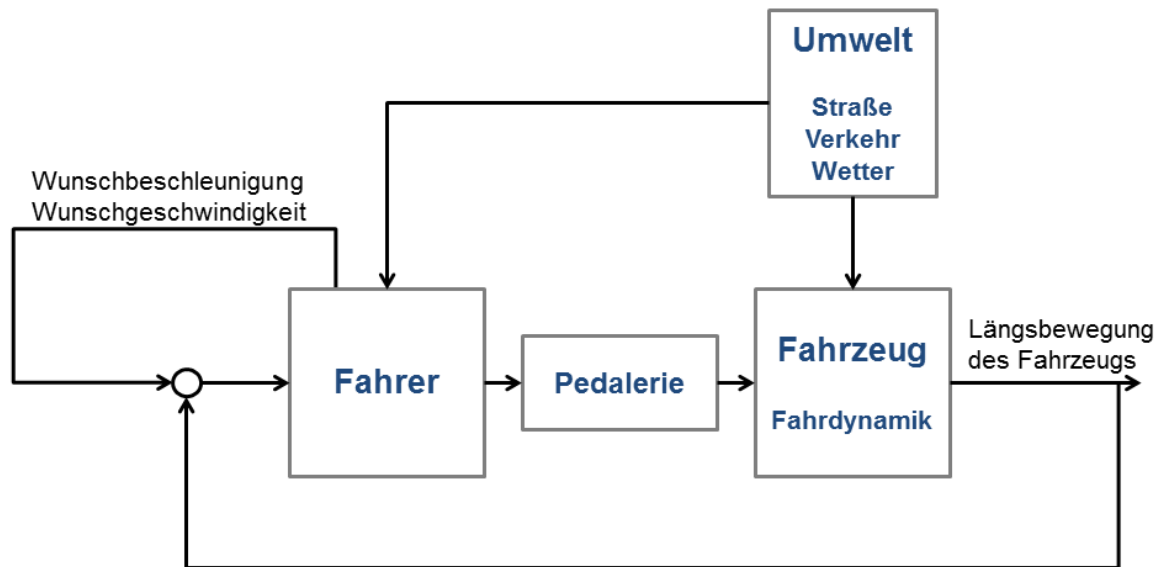 Umwelt
Straße
Verkehr
Wetter
Wunschbeschleunigung
Wunschgeschwindigkeit
Fahrer
Pedalerie
Fahrzeug
Fahrdynamik
Längsbewegung
des Fahrzeugs